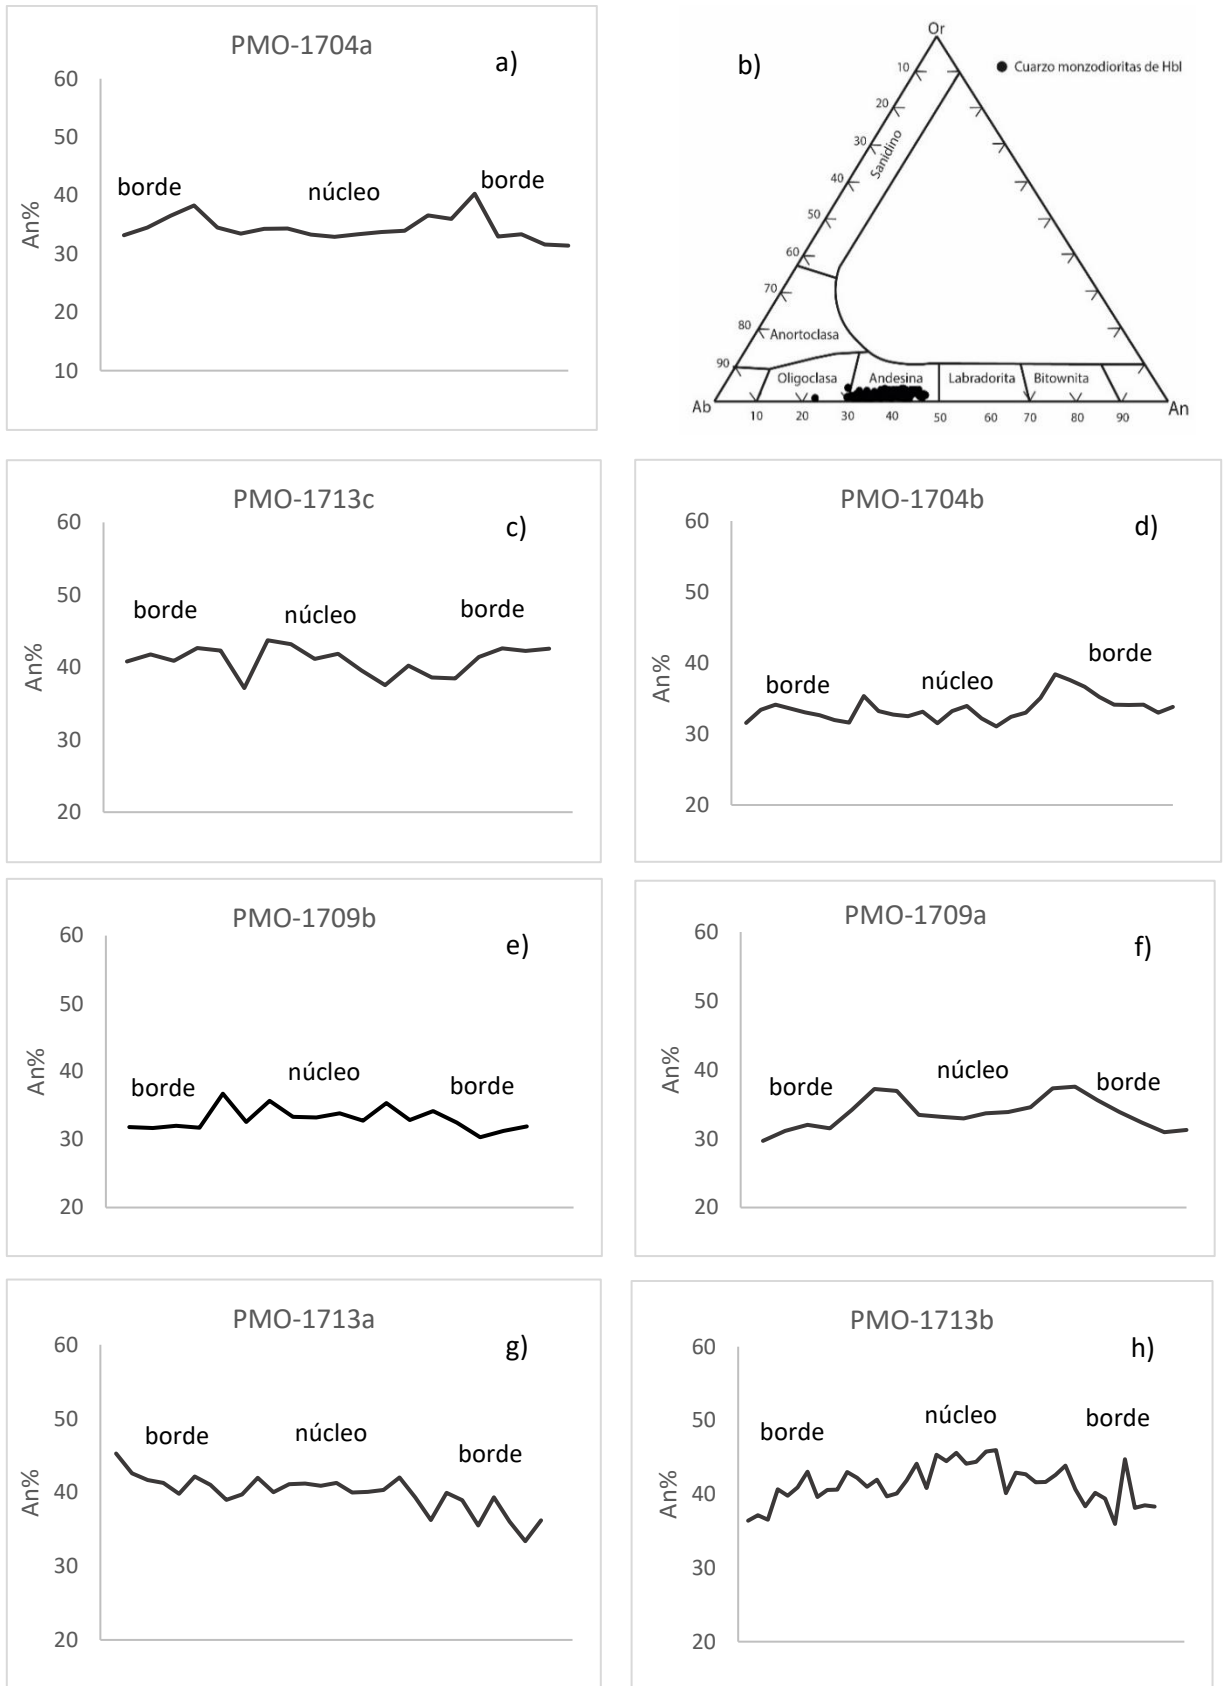 PMO-1704a
a)
60
50
40
30
20
10
An%
borde
núcleo
borde
b)
Or
● Cuarzo monzodioritas de Hbl
10
20
30
40
50
60
70
80
90
Sanidino
Anortoclasa
Oligoclasa
Andesina
Labradorita
Bitownita
Ab
An
10 20 30 40 50 60 70 80 90
PMO-1713c
c)
60
50
40
30
20
An%
borde
núcleo
borde
PMO-1704b
d)
60
50
40
30
20
An%
borde
núcleo
borde
PMO-1709b
e)
60
50
40
30
20
An%
borde
núcleo
borde
PMO-1709a
f)
60
50
40
30
20
An%
borde
núcleo
borde
PMO-1713a
g)
60
50
40
30
20
An%
borde
núcleo
borde
PMO-1713b
h)
60
50
40
30
20
An%
borde
núcleo
borde